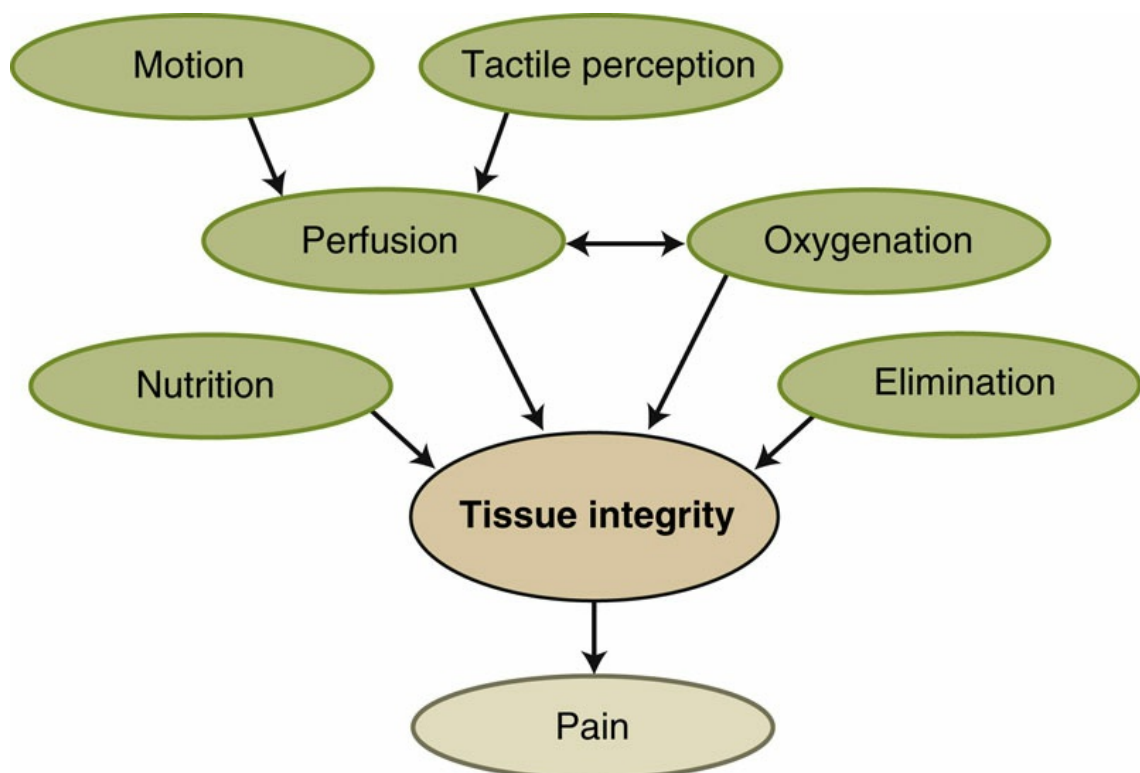 Motion
Tactile perception
Perfusion
Oxygenation
Nutrition
Elimination
Tissue integrity
Pain